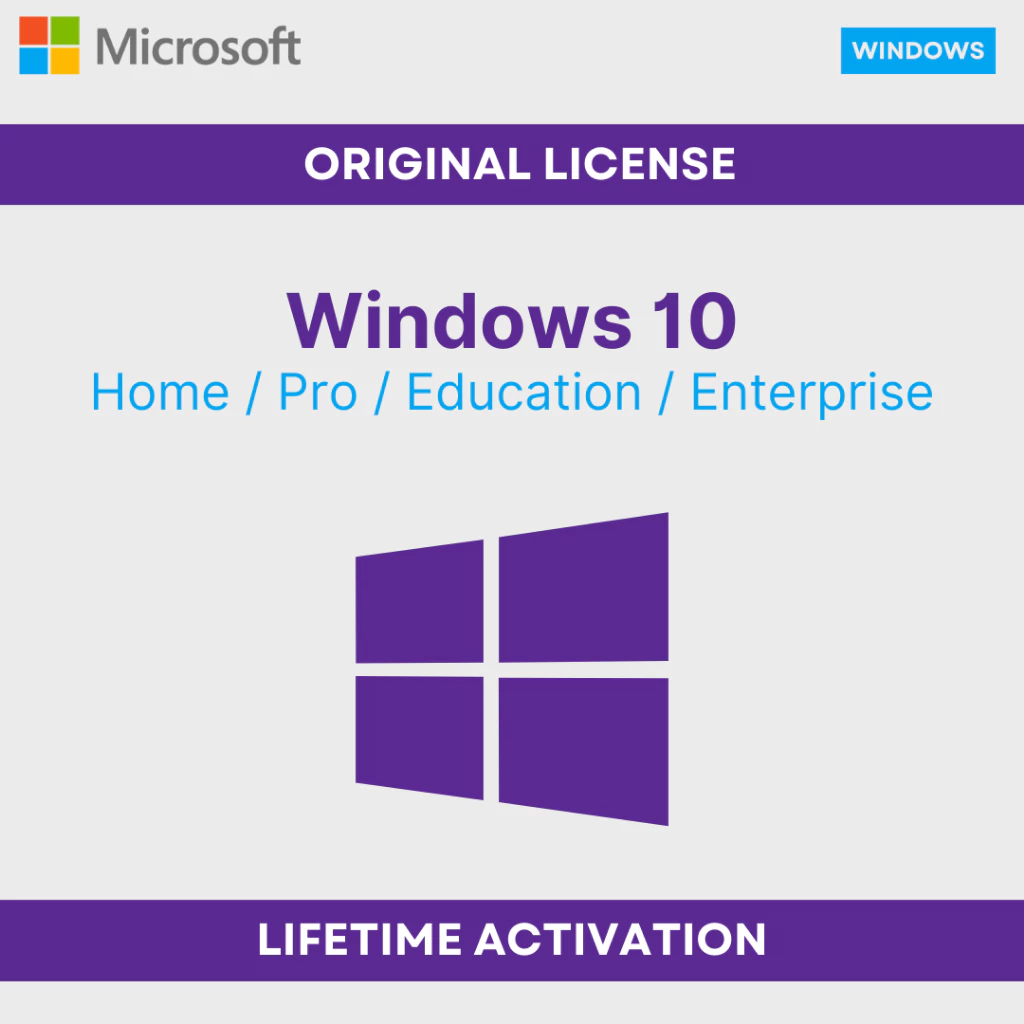 Microsoft
WINDOWS
ORIGINAL LICENSE
Windows 10
Home / Pro / Education / Enterprise
LIFETIME ACTIVATION